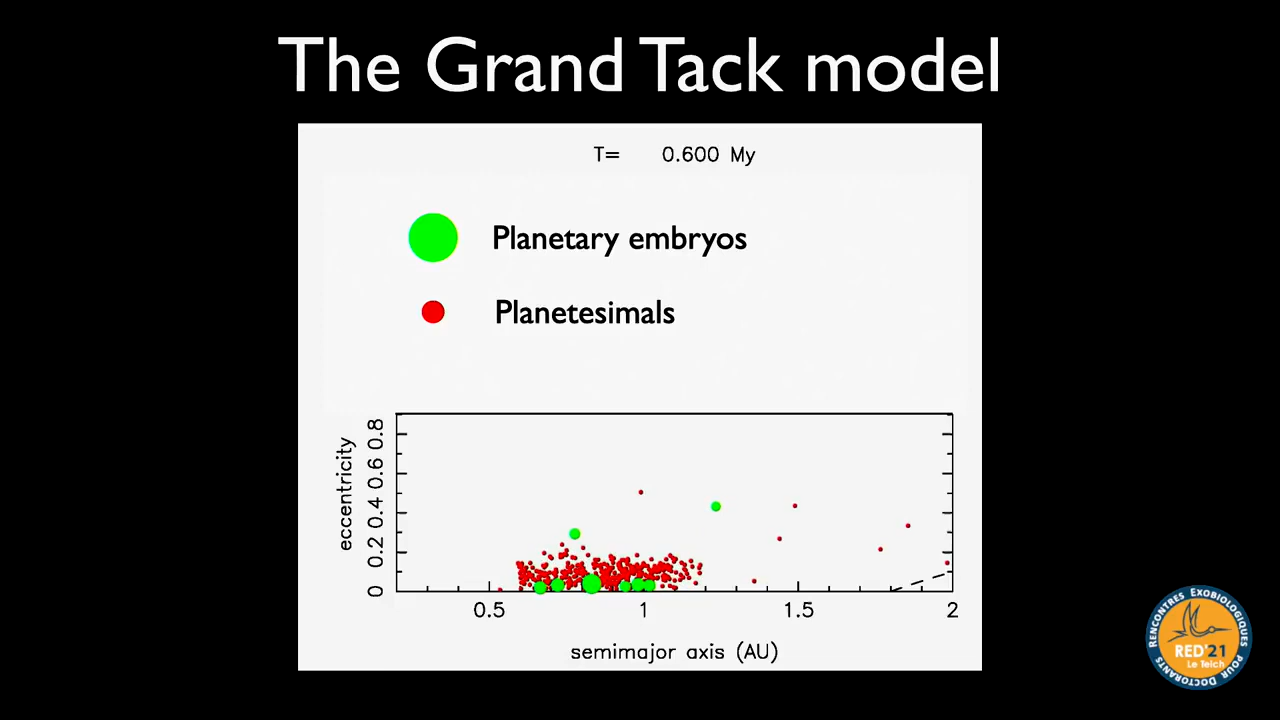 The Grand Tack model
T= 0.600 My
Planetary embryos
Planetesimals
eccentricity
0 0.2 0.4 0.6 0.8
0.5 1 1.5 2
semimajor axis (AU)
RENCONTRES EXOBIOLOGIQUES
POUR DOCTORANTS
RED'21
Le Teich